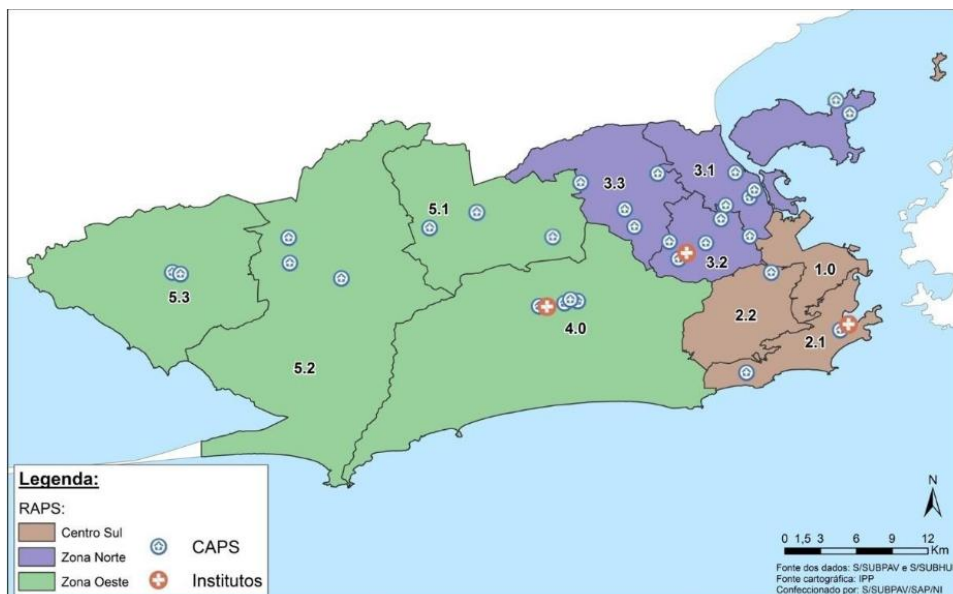 3.1
3.3
5.1
3.2
1.0
5.3
2.2
4.0
2.1
5.2
Legenda:
RAPS:
Centro Sul
CAPS
Zona Norte
Zona Oeste
Institutos
N
0 1,5 3 6 9 12
Km
Fonte dos dados: S/SUBPAV e S/SUBHU
Fonte cartográfica: IPP
Confeccionado por: S/SUBPAV/SAP/NI